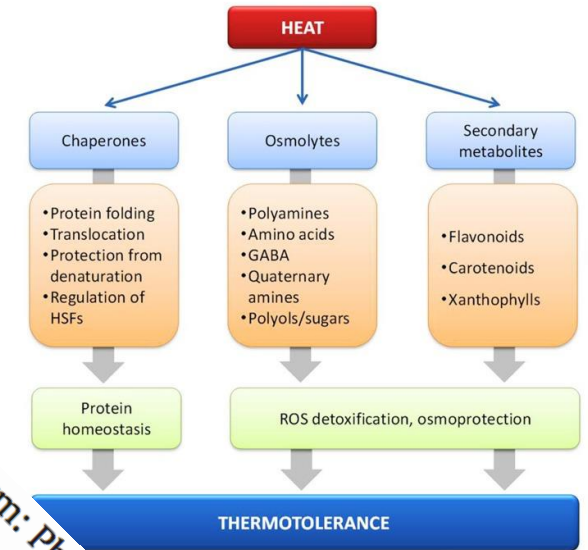 HEAT
Chaperones
Osmolytes
Secondary
metabolites
•Protein folding
•Translocation
•Protection from
denaturation
•Regulation of
HSFs
•Polyamines
•Amino acids
•GABA
•Quaternary
amines
•Polyols/sugars
•Flavonoids
•Carotenoids
•Xanthophylls
Protein
homeostasis
ROS detoxification, osmoprotection
THERMOTOLERANCE